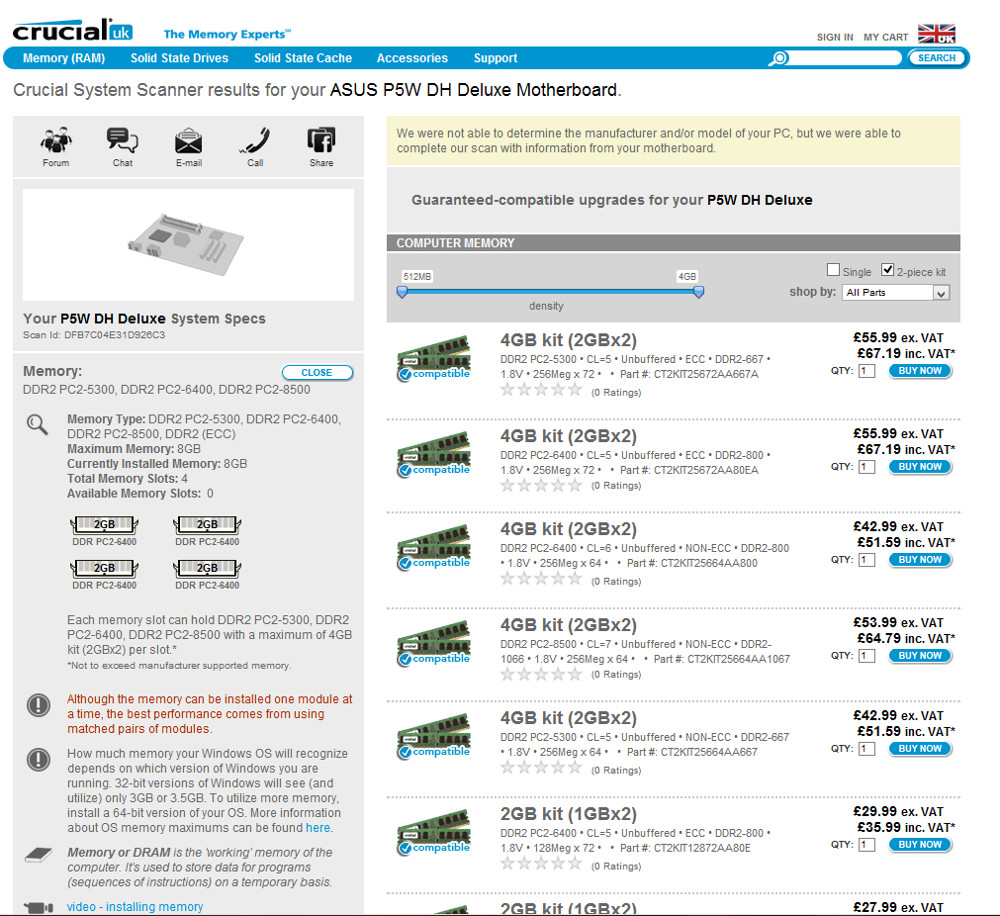 crucial uk
The Memory Experts™
SIGN IN MY CART
UK
Memory (RAM) Solid State Drives Solid State Cache Accessories Support
SEARCH
Crucial System Scanner results for your ASUS P5W DH Deluxe Motherboard.
Forum Chat E-mail Call Share
Your P5W DH Deluxe System Specs
Scan Id: DFB7C04E31D926C3
Memory:
CLOSE
DDR2 PC2-5300, DDR2 PC2-6400, DDR2 PC2-8500
Memory Type: DDR2 PC2-5300, DDR2 PC2-6400,
DDR2 PC2-8500, DDR2 (ECC)
Maximum Memory: 8GB
Currently Installed Memory: 8GB
Total Memory Slots: 4
Available Memory Slots: 0
2GB 2GB
DDR PC2-6400 DDR PC2-6400
2GB 2GB
DDR PC2-6400 DDR PC2-6400
Each memory slot can hold DDR2 PC2-5300, DDR2
PC2-6400, DDR2 PC2-8500 with a maximum of 4GB
kit (2GBx2) per slot.*
*Not to exceed manufacturer supported memory.
Although the memory can be installed one module at
a time, the best performance comes from using
matched pairs of modules.
How much memory your Windows OS will recognize
depends on which version of Windows you are
running. 32-bit versions of Windows will see (and
utilize) only 3GB or 3.5GB. To utilize more memory,
install a 64-bit version of your OS. More information
about OS memory maximums can be found here.
Memory or DRAM is the 'working' memory of the
computer. It's used to store data for programs
(sequences of instructions) on a temporary basis.
video - installing memory
We were not able to determine the manufacturer and/or model of your PC, but we were able to
complete our scan with information from your motherboard.
Guaranteed-compatible upgrades for your P5W DH Deluxe
COMPUTER MEMORY
512MB 4GB
density
Single 2-piece kit
shop by: All Parts
4GB kit (2GBx2)
DDR2 PC2-5300 • CL=5 • Unbuffered • ECC • DDR2-667 •
1.8V • 256Meg x 72 • • Part #: CT2KIT25672AA667A
(0 Ratings)
compatible
£55.99 ex. VAT
£67.19 inc. VAT*
QTY: 1 BUY NOW
4GB kit (2GBx2)
DDR2 PC2-6400 • CL=5 • Unbuffered • ECC • DDR2-800 •
1.8V • 256Meg x 72 • • Part #: CT2KIT25672AA80EA
(0 Ratings)
compatible
£55.99 ex. VAT
£67.19 inc. VAT*
QTY: 1 BUY NOW
4GB kit (2GBx2)
DDR2 PC2-6400 • CL=6 • Unbuffered • NON-ECC • DDR2-800
• 1.8V • 256Meg x 64 • • Part #: CT2KIT25664AA800
(0 Ratings)
compatible
£42.99 ex. VAT
£51.59 inc. VAT*
QTY: 1 BUY NOW
4GB kit (2GBx2)
DDR2 PC2-8500 • CL=7 • Unbuffered • NON-ECC • DDR2-
1066 • 1.8V • 256Meg x 64 • • Part #: CT2KIT25664AA1067
(0 Ratings)
compatible
£53.99 ex. VAT
£64.79 inc. VAT*
QTY: 1 BUY NOW
4GB kit (2GBx2)
DDR2 PC2-5300 • CL=5 • Unbuffered • NON-ECC • DDR2-667
• 1.8V • 256Meg x 64 • • Part #: CT2KIT25664AA667
(0 Ratings)
compatible
£42.99 ex. VAT
£51.59 inc. VAT*
QTY: 1 BUY NOW
2GB kit (1GBx2)
DDR2 PC2-6400 • CL=5 • Unbuffered • ECC • DDR2-800 •
1.8V • 128Meg x 72 • • Part #: CT2KIT12872AA80E
(0 Ratings)
compatible
£29.99 ex. VAT
£35.99 inc. VAT*
QTY: 1 BUY NOW
2GB kit (1GBx2)
£27.99 ex. VAT